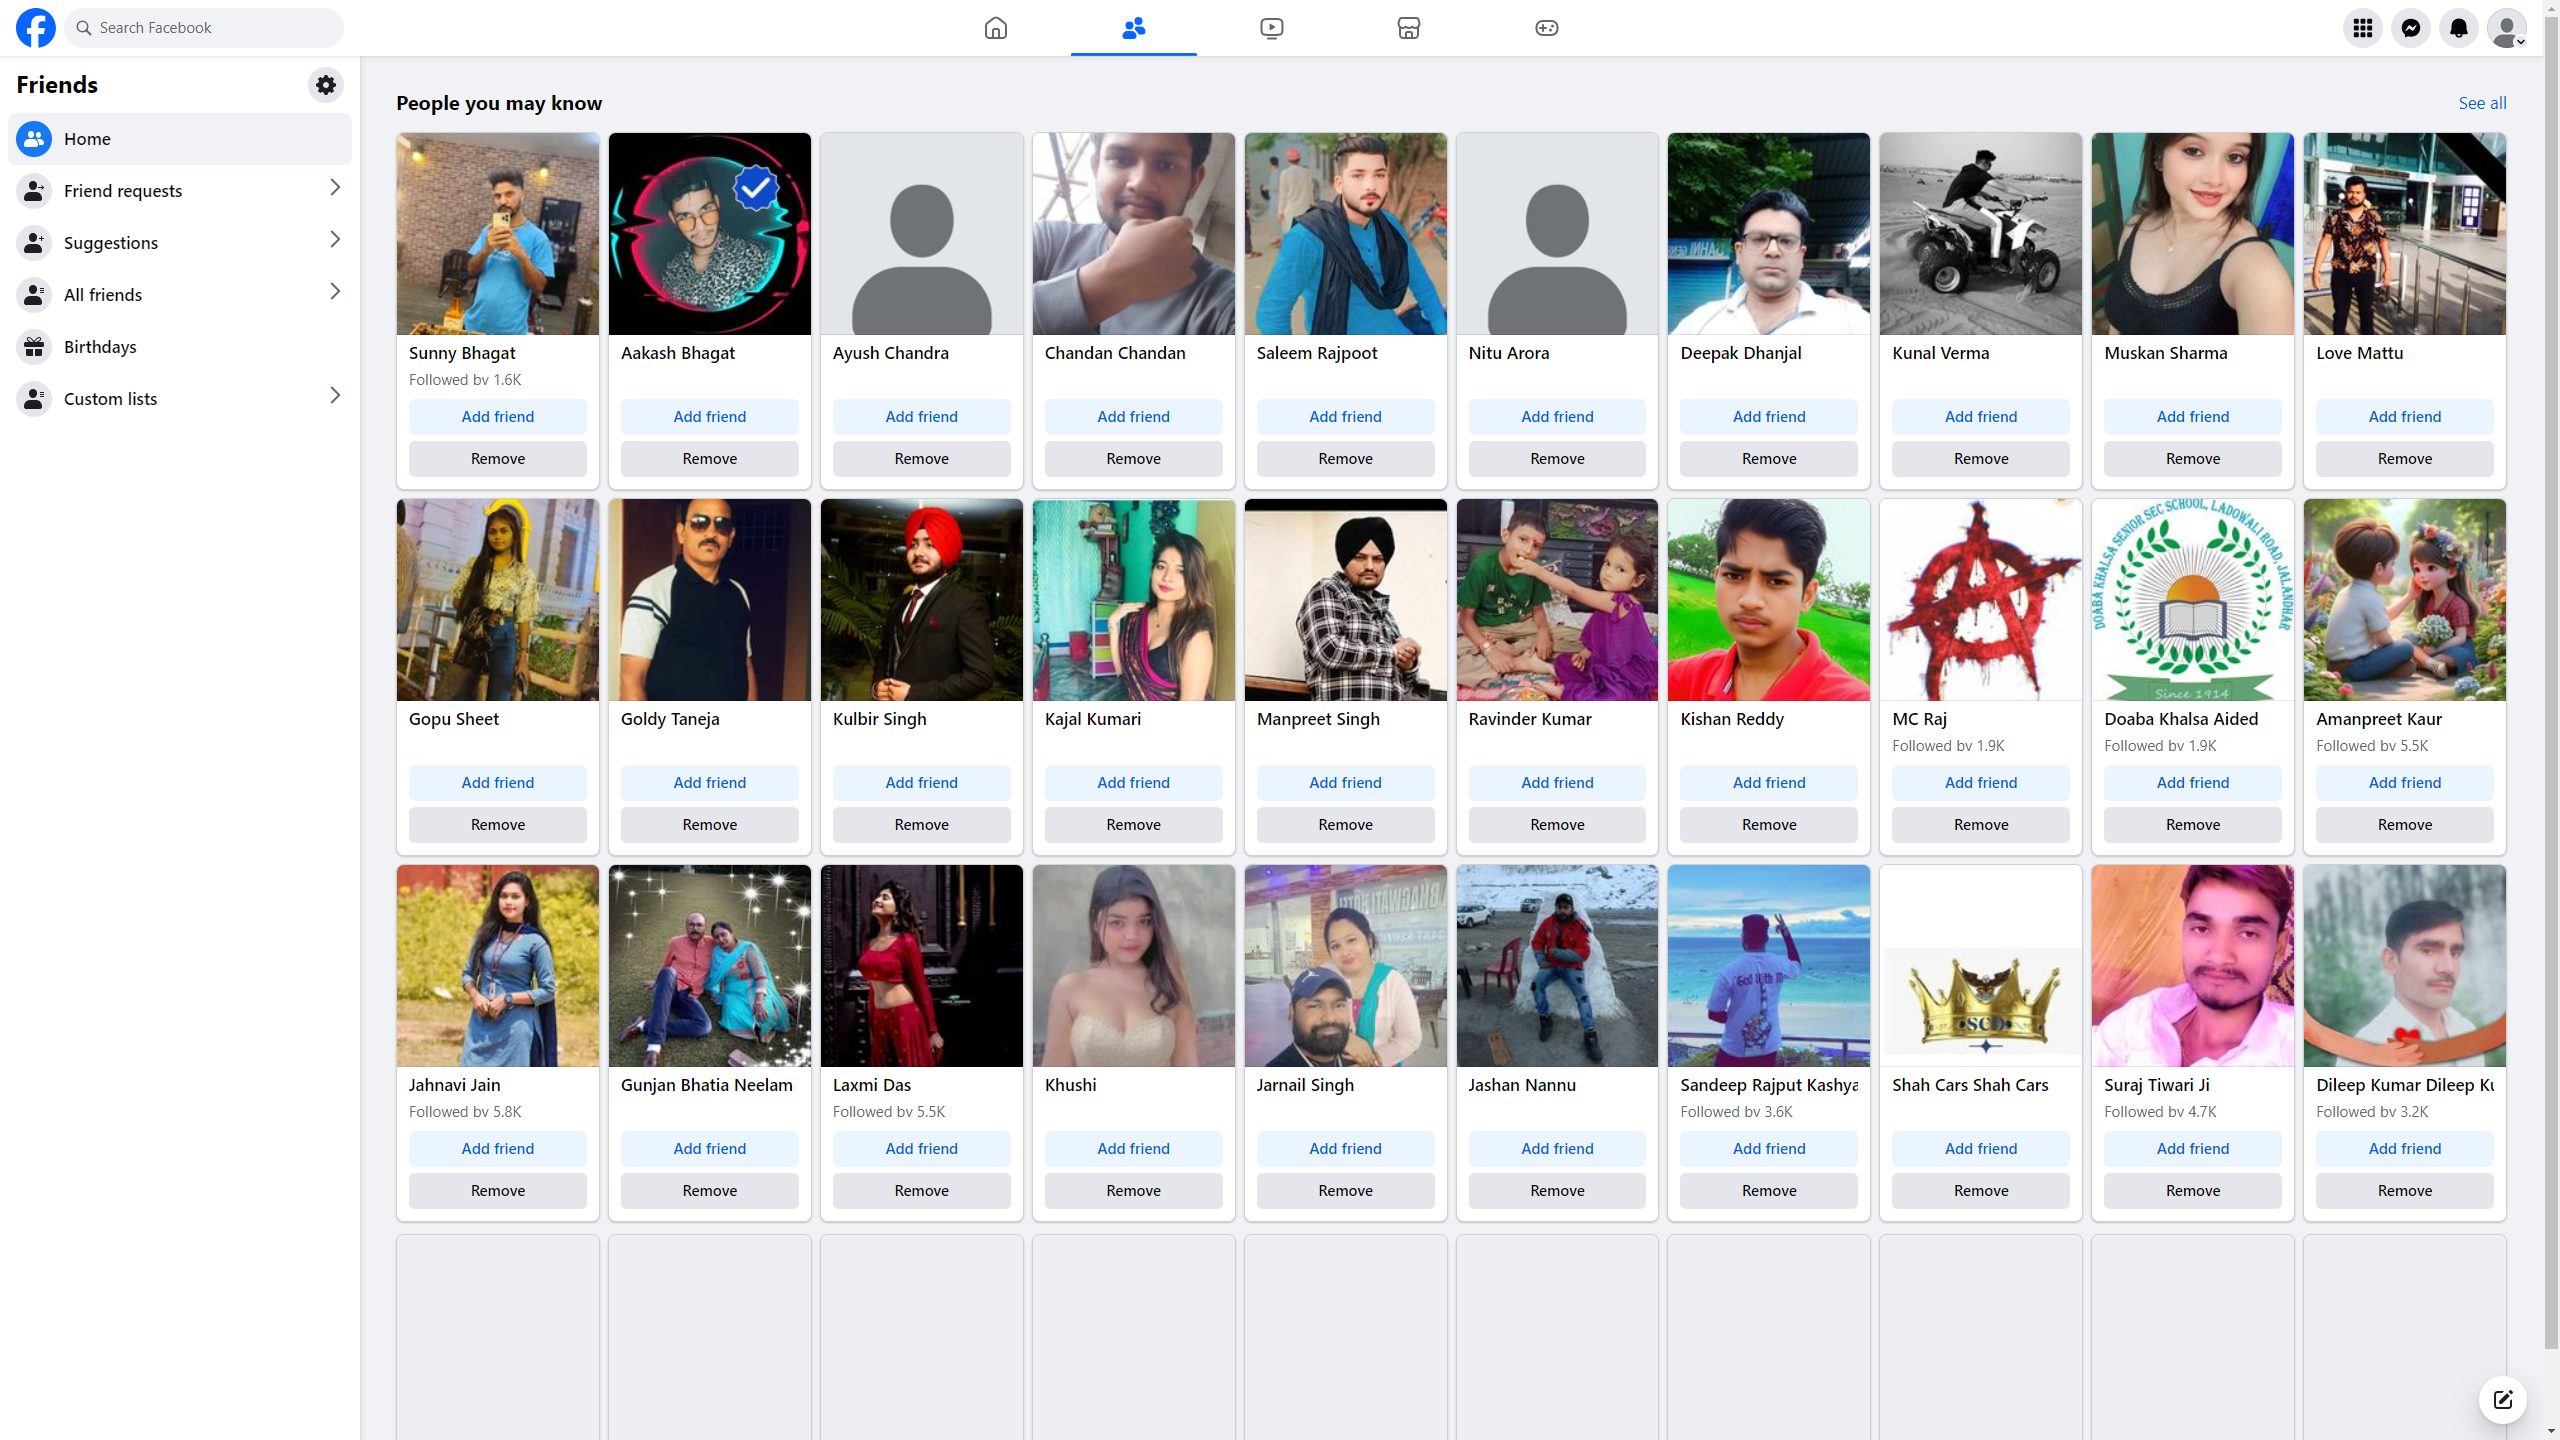 Search Facebook
Friends
Home
Friend requests
Suggestions
All friends
Birthdays
Custom lists
People you may know
See all
Sunny Bhagat
Followed by 1.6K
Add friend
Remove
Aakash Bhagat
Add friend
Remove
Ayush Chandra
Add friend
Remove
Chandan Chandan
Add friend
Remove
Saleem Rajpoot
Add friend
Remove
Nitu Arora
Add friend
Remove
Deepak Dhanjal
Add friend
Remove
Kunal Verma
Add friend
Remove
Muskan Sharma
Add friend
Remove
Love Mattu
Add friend
Remove
Gopu Sheet
Add friend
Remove
Goldy Taneja
Add friend
Remove
Kulbir Singh
Add friend
Remove
Kajal Kumari
Add friend
Remove
Manpreet Singh
Add friend
Remove
Ravinder Kumar
Add friend
Remove
Kishan Reddy
Add friend
Remove
MC Raj
Followed by 1.9K
Add friend
Remove
DOABA KHALSA SENIOR SEC SCHOOL, LADOWALI ROAD, JALANDHAR
Since 1914
Doaba Khalsa Aided
Followed by 1.9K
Add friend
Remove
Amanpreet Kaur
Followed by 5.5K
Add friend
Remove
Jahnavi Jain
Followed by 5.8K
Add friend
Remove
Gunjan Bhatia Neelam
Add friend
Remove
Laxmi Das
Followed by 5.5K
Add friend
Remove
Khushi
Add friend
Remove
Jarnail Singh
Add friend
Remove
Jashan Nannu
Add friend
Remove
Sandeep Rajput Kashya
Followed by 3.6K
Add friend
Remove
SCD
Shah Cars Shah Cars
Add friend
Remove
Suraj Tiwari Ji
Followed by 4.7K
Add friend
Remove
Dileep Kumar Dileep Ku
Followed by 3.2K
Add friend
Remove